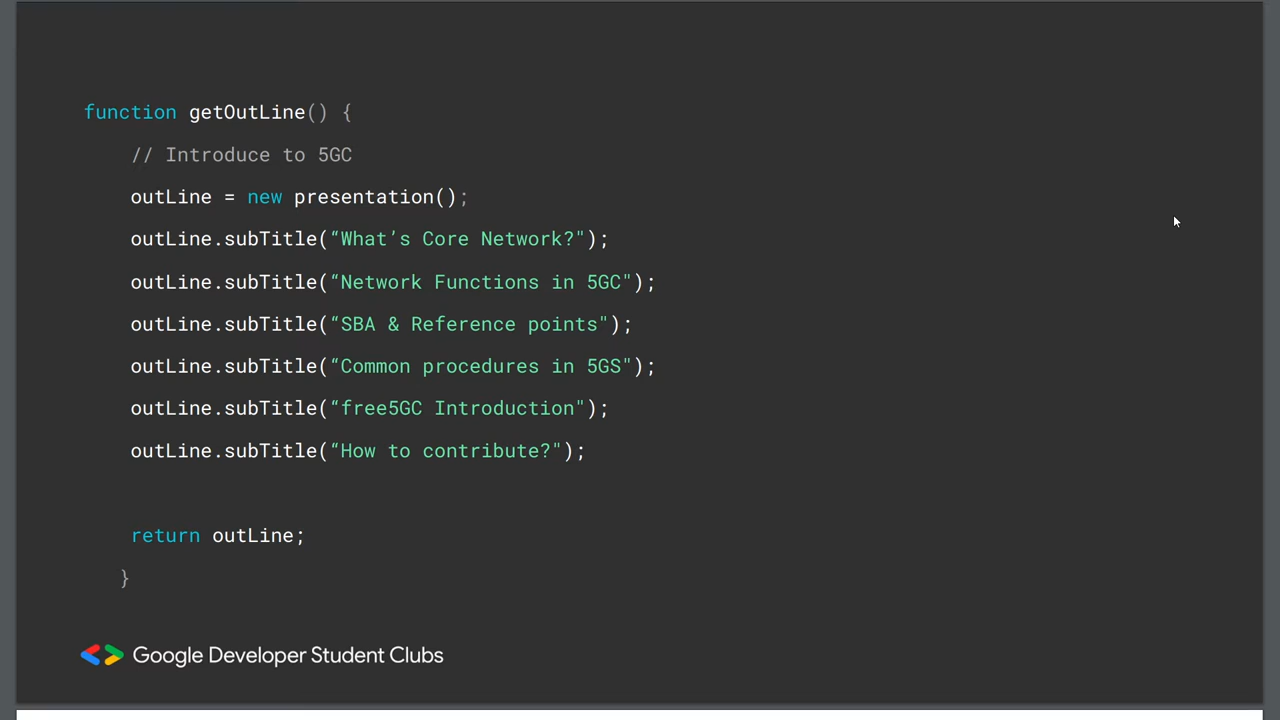 function getOutLine() {
// Introduce to 5GC
outLine = new presentation();
outLine.subTitle(“What’s Core Network?");
outLine.subTitle(“Network Functions in 5GC");
outLine.subTitle(“SBA & Reference points");
outLine.subTitle(“Common procedures in 5GS");
outLine.subTitle(“free5GC Introduction");
outLine.subTitle(“How to contribute?");
return outLine;
}
Google Developer Student Clubs